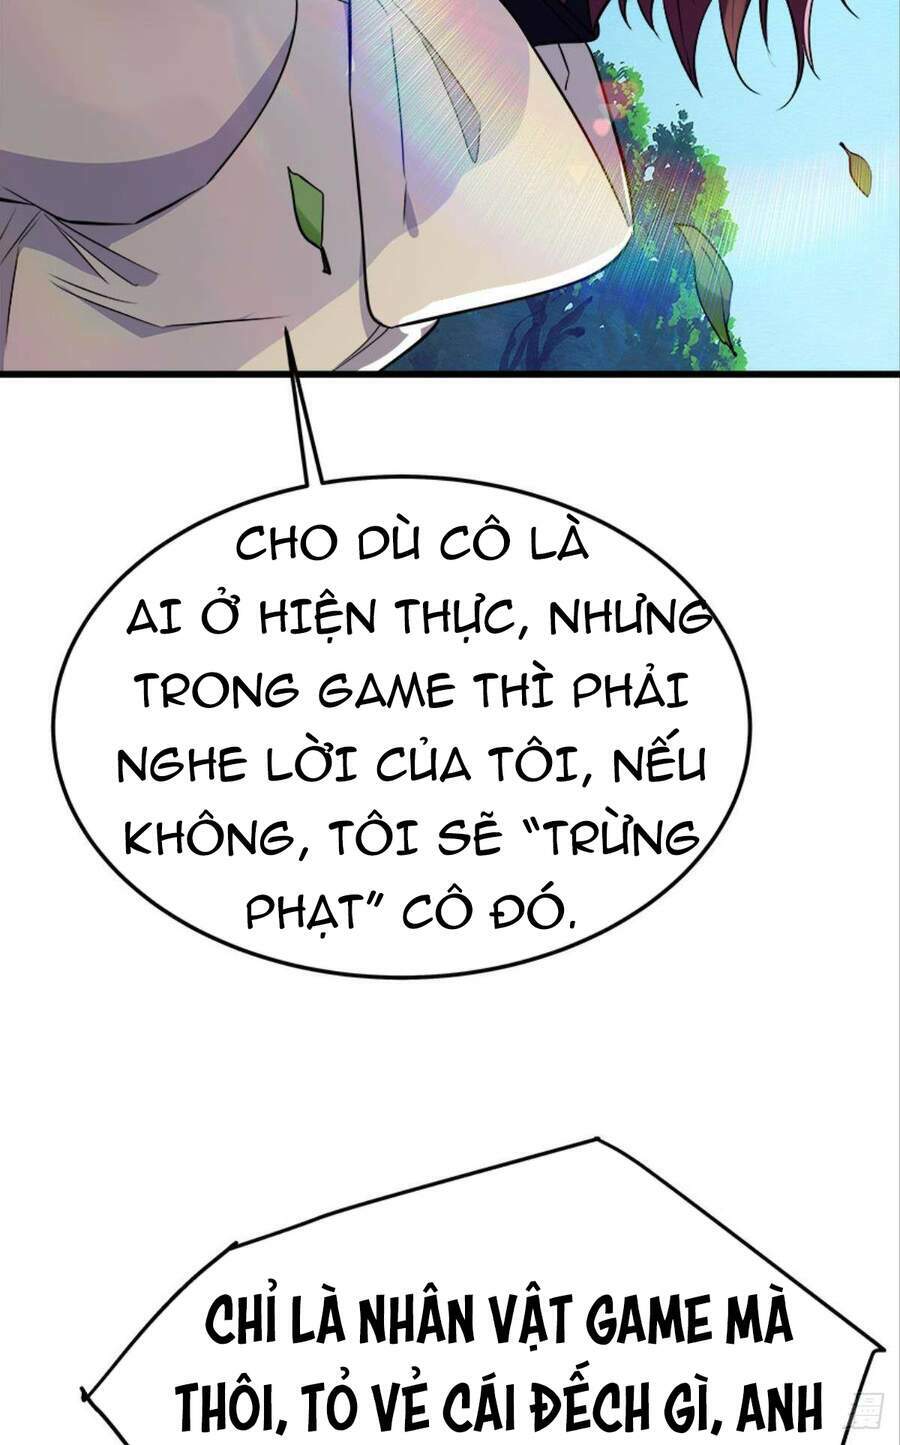 CHO DÙ CÔ LÀ
AI Ở HIỆN THỰC, NHƯNG
TRONG GAME THÌ PHẢI
NGHE LỜI CỦA TÔI, NẾU
KHÔNG, TÔI SẼ “TRỪNG
PHẠT” CÔ ĐÓ.
CHỈ LÀ NHÂN VẬT GAME MÀ
THÔI, TỎ VẺ CÁI ĐẾCH GÌ, ANH